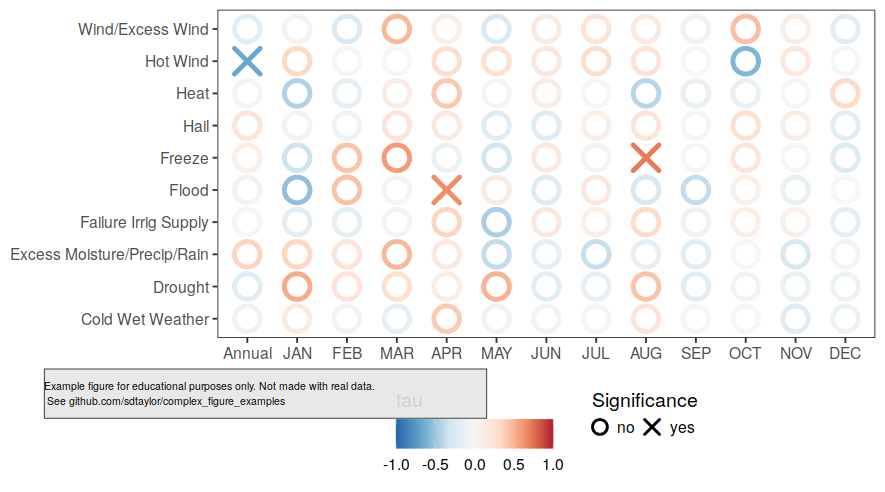 Wind/Excess Wind
Hot Wind
Heat
Hail
Freeze
Flood
Failure Irrig Supply
Excess Moisture/Precip/Rain
Drought
Cold Wet Weather
Annual JAN FEB MAR APR MAY JUN JUL AUG SEP OCT NOV DEC
Example figure for educational purposes only. Not made with real data.
See github.com/sdtaylor/complex_figure_examples
tau
-1.0 -0.5 0.0 0.5 1.0
Significance
no yes